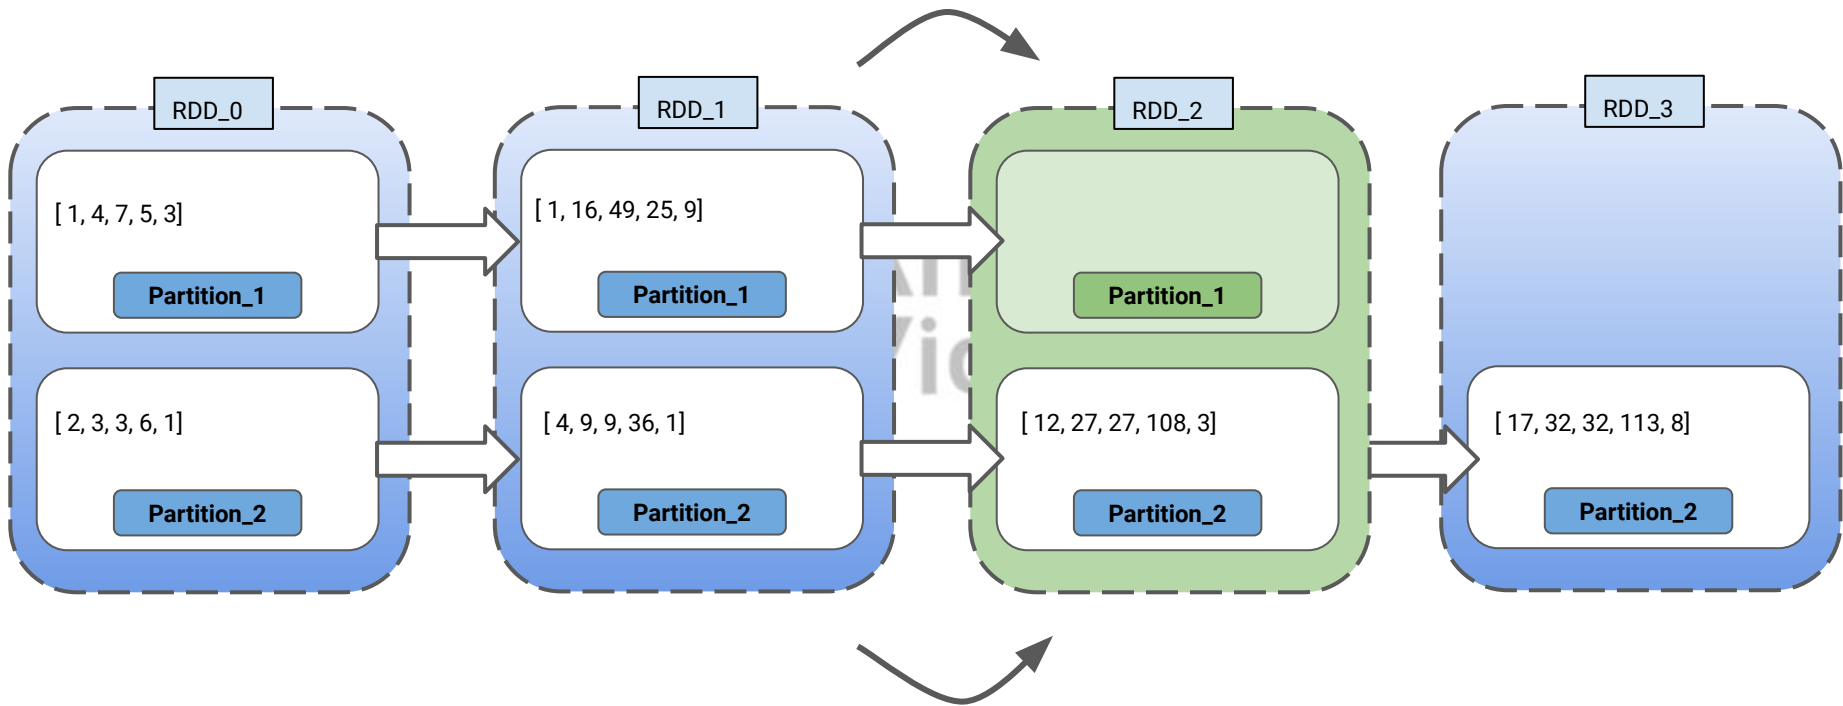 RDD_0
[ 1, 4, 7, 5, 3]
Partition_1
[ 2, 3, 3, 6, 1]
Partition_2
RDD_1
[ 1, 16, 49, 25, 9]
Partition_1
[ 4, 9, 9, 36, 1]
Partition_2
RDD_2
Partition_1
[ 12, 27, 27, 108, 3]
Partition_2
RDD_3
[ 17, 32, 32, 113, 8]
Partition_2